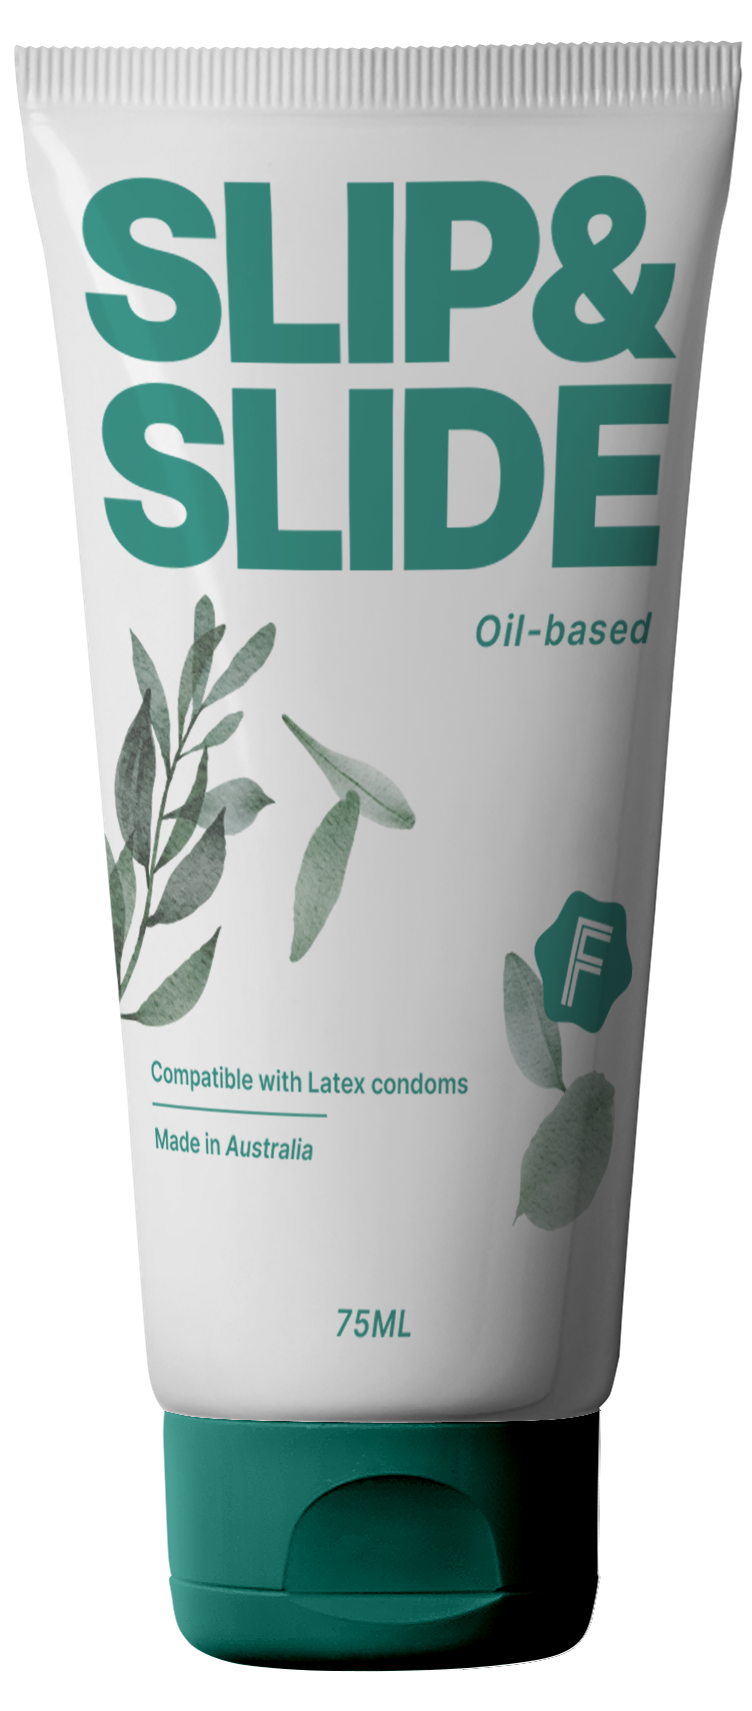 SLIP&
SLIDE
Oil-based
F
Compatible with Latex condoms
Made in Australia
75ML